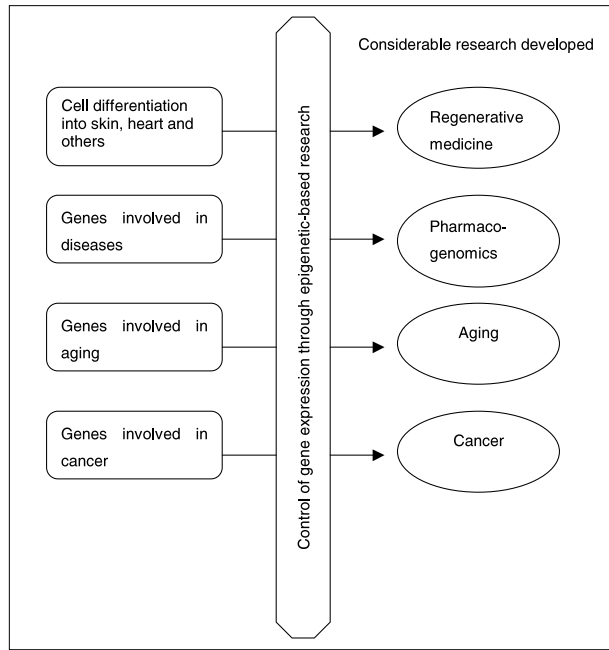 Considerable research developed
Cell differentiation
into skin, heart and
others
Regenerative
medicine
Genes involved in
diseases
Pharmaco-
genomics
Genes involved in
aging
Aging
Genes involved in
cancer
Cancer
Control of gene expression through epigenetic-based research